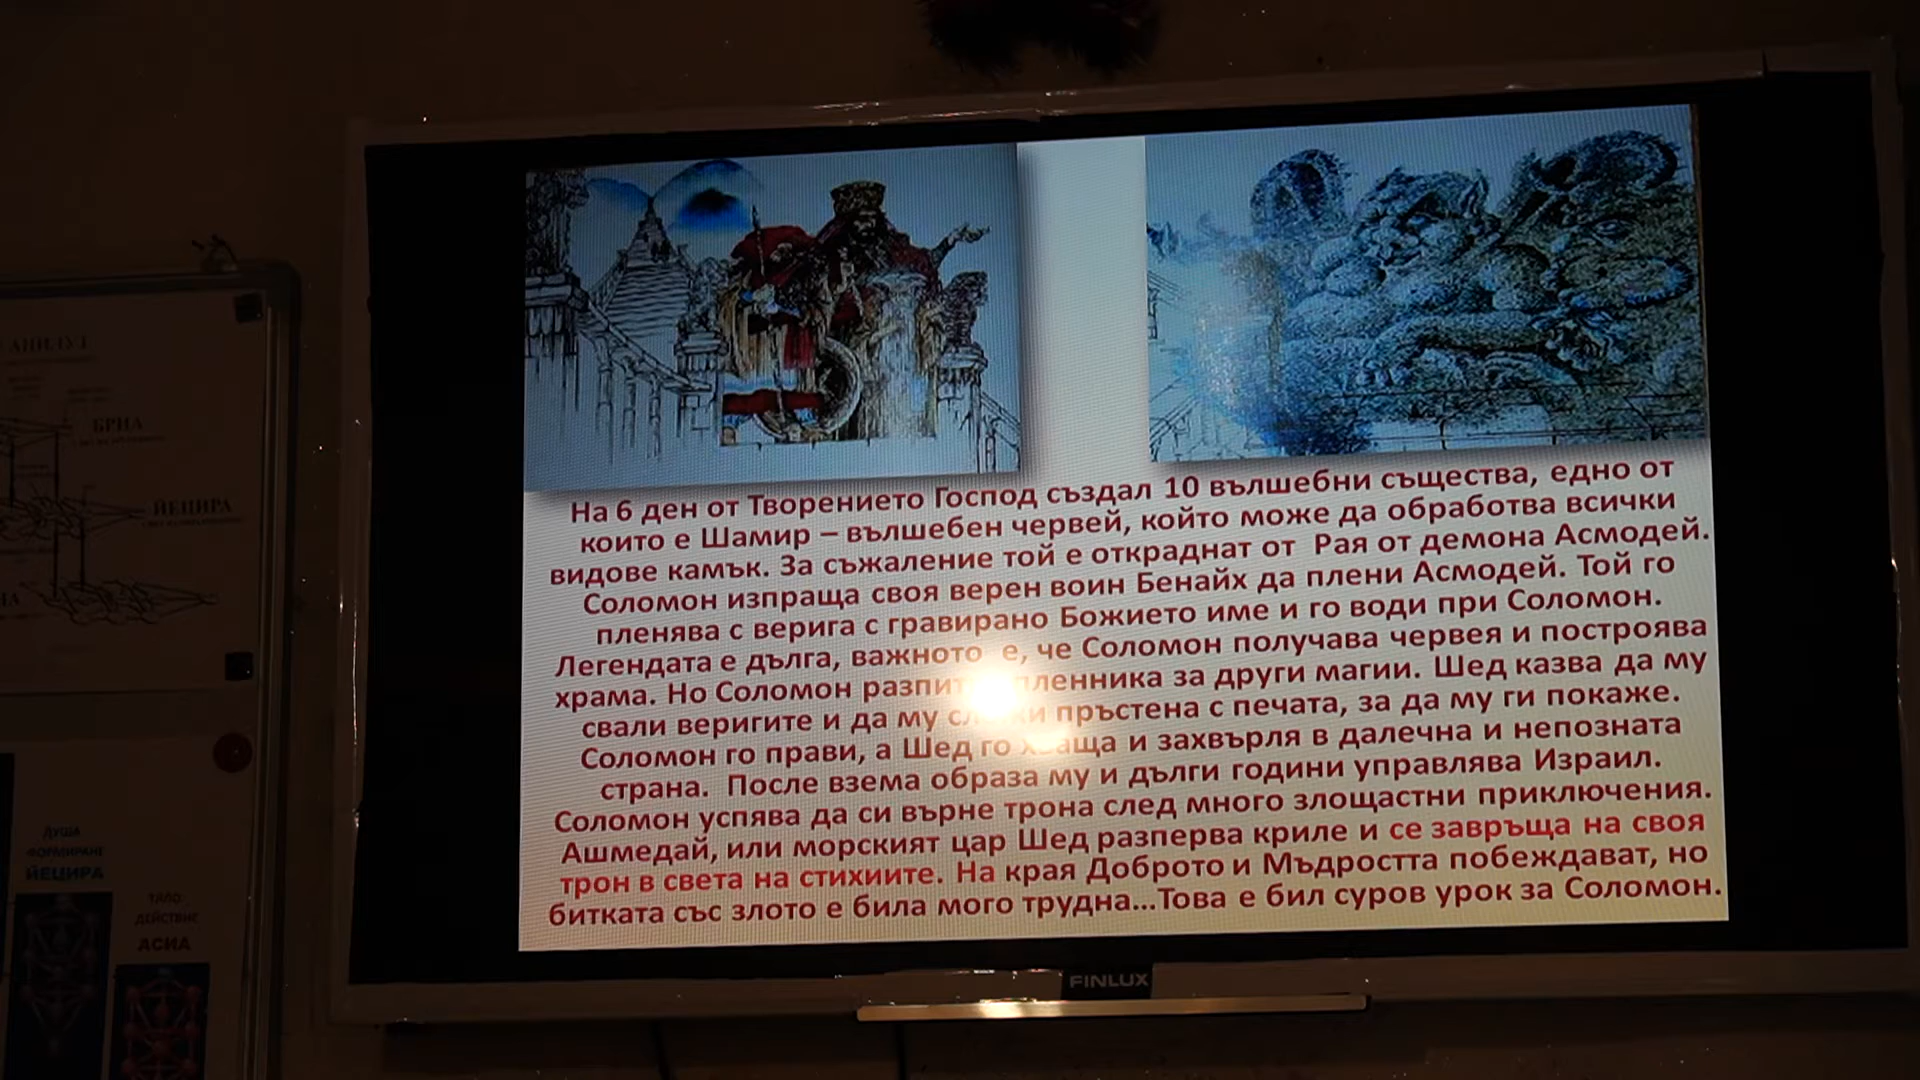 На 6 ден от Творението Господ създал 10 вълшебни същества, едно от
които е Шамир – вълшебен червей, който може да обработва всички
видове камък. За съжаление той е откраднат от Рая от демона Асмодей.
Соломон изпраща своя верен воин Бенайх да плени Асмодей. Той го
пленява с верига с гравирано Божието име и го води при Соломон.
Легендата е дълга, важното е, че Соломон получава червея и построява
храма. Но Соломон пленника за други магии. Шед казва да му
свали веригите и да му пръстена с печата, за да му ги покаже.
Соломон го прави, а Шед го и захвърля в далечна и непозната
страна. После взема образа му и дълги години управлява Израил.
Соломон успява да си върне трона след много злощастни приключения.
Ашмедай, или морският цар Шед разперва криле и се завръща на своя
трон в света на стихиите. На края Доброто и Мъдростта побеждават, но
битката със злото е била мого трудна...Това е бил суров урок за Соломон.
FINLUX
БРИА
ЙЕЦИРА
ДУША
ФОРМИРАНЕ
ЙЕЦИРА
ТЯЛО
ДЕЙСТВИЕ
АСИА